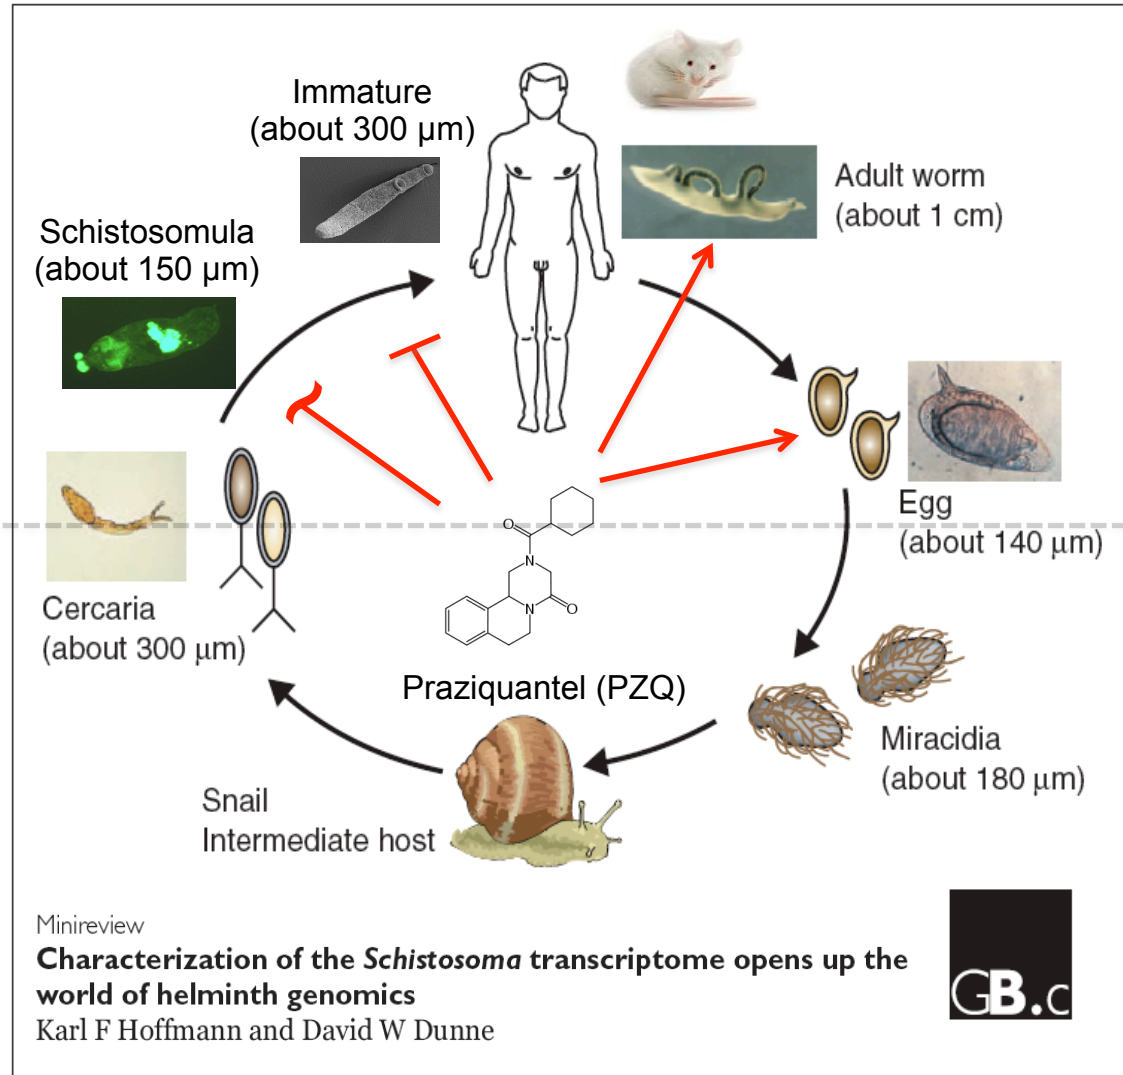 Immature
(about 300 µm)
Schistosomula
(about 150 µm)
Adult worm
(about 1 cm)
Egg
(about 140 µm)
Cercaria
(about 300 µm)
O
N
N
O
Praziquantel (PZQ)
Miracidia
(about 180 µm)
Snail
Intermediate host
Minireview
Characterization of the Schistosoma transcriptome opens up the
world of helminth genomics
Karl F Hoffmann and David W Dunne
GB.c